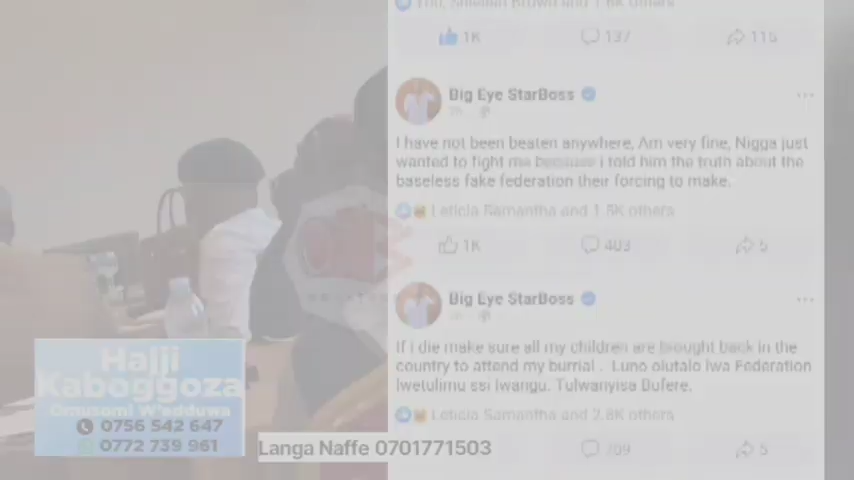 1K 197 115
Big Eye StarBoss
I have not been beaten anywhere, Am very fine, Nigga just
wanted to fight me because i told him the truth about the
baseless fake federation their forcing to make.
Leticia Samantha and 1.5K others
1K 403 5
Big Eye StarBoss
If i die make sure all my children are brought back in the
country to attend my burial . Luno olutalo lwa Federation
lwetulimu ssi lwangu. Tulwanyisa Bufere.
Leticia Samantha and 2.8K others
709 5
Hajji
Kaboggoza
Omusomi W'edduwa
0756 542 647
0772 739 961
Langa Naffe 0701771503